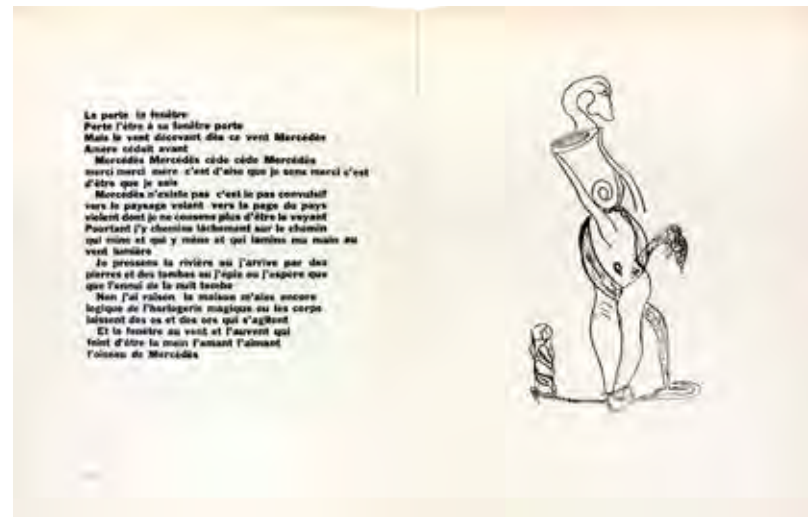 La porte la fenêtre
Porte l'être à sa fenêtre porte
Mais le vent décevant dès ce vent Mercédès
Amère cédait avant
Mercédès Mercédès cède cède Mercédès
merci merci mère c'est d'aise que je sens merci c'est
d'être que je sais
Mercédès n'existe pas c'est le pas convulsif
vers le paysage volant vers la page du pays
violent dont je ne consens plus d'être le voyant
Pourtant j'y chemine lâchement sur le chemin
qui mine et qui y mène et qui lamine ma main au
vent lumière
Je pressens la rivière où j'arrive par des
pierres et des tombes où j'épie où j'espère que
que l'ennui de la nuit tombe
Non j'ai raison la maison m'aise encore
logique de l'horlogerie magique où les corps
laissent des os et des ors qui s'agitent
Et la fenêtre au vent et l'auvent qui
feint d'être la main l'amant l'aimant
l'oiseau de Mercédès